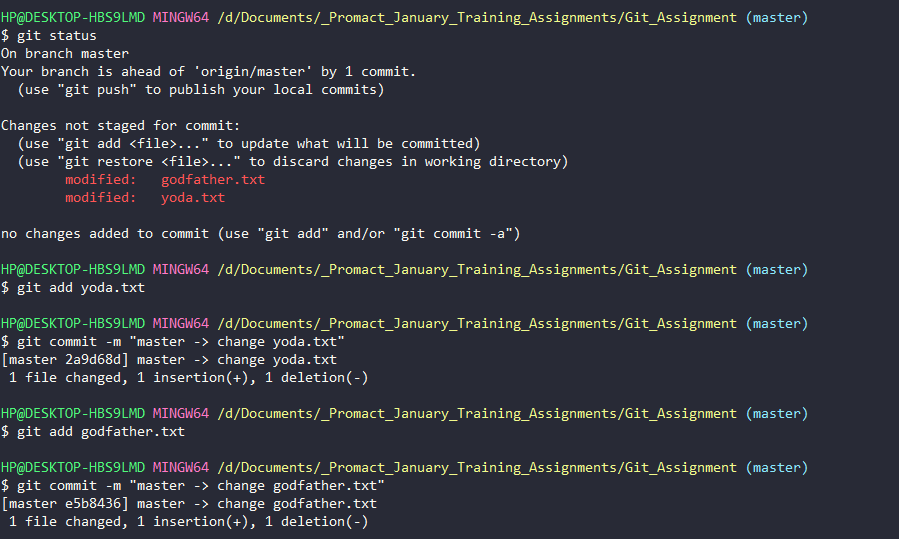 HP@DESKTOP-HBS9LMD MINGW64 /d/Documents/_Promact_January_Training_Assignments/Git_Assignment (master)
$ git status
On branch master
Your branch is ahead of 'origin/master' by 1 commit.
  (use "git push" to publish your local commits)

Changes not staged for commit:
  (use "git add <file>..." to update what will be committed)
  (use "git restore <file>..." to discard changes in working directory)
        modified:   godfather.txt
        modified:   yoda.txt

no changes added to commit (use "git add" and/or "git commit -a")

HP@DESKTOP-HBS9LMD MINGW64 /d/Documents/_Promact_January_Training_Assignments/Git_Assignment (master)
$ git add yoda.txt

HP@DESKTOP-HBS9LMD MINGW64 /d/Documents/_Promact_January_Training_Assignments/Git_Assignment (master)
$ git commit -m "master -> change yoda.txt"
[master 2a9d68d] master -> change yoda.txt
 1 file changed, 1 insertion(+), 1 deletion(-)

HP@DESKTOP-HBS9LMD MINGW64 /d/Documents/_Promact_January_Training_Assignments/Git_Assignment (master)
$ git add godfather.txt

HP@DESKTOP-HBS9LMD MINGW64 /d/Documents/_Promact_January_Training_Assignments/Git_Assignment (master)
$ git commit -m "master -> change godfather.txt"
[master e5b8436] master -> change godfather.txt
 1 file changed, 1 insertion(+), 1 deletion(-)